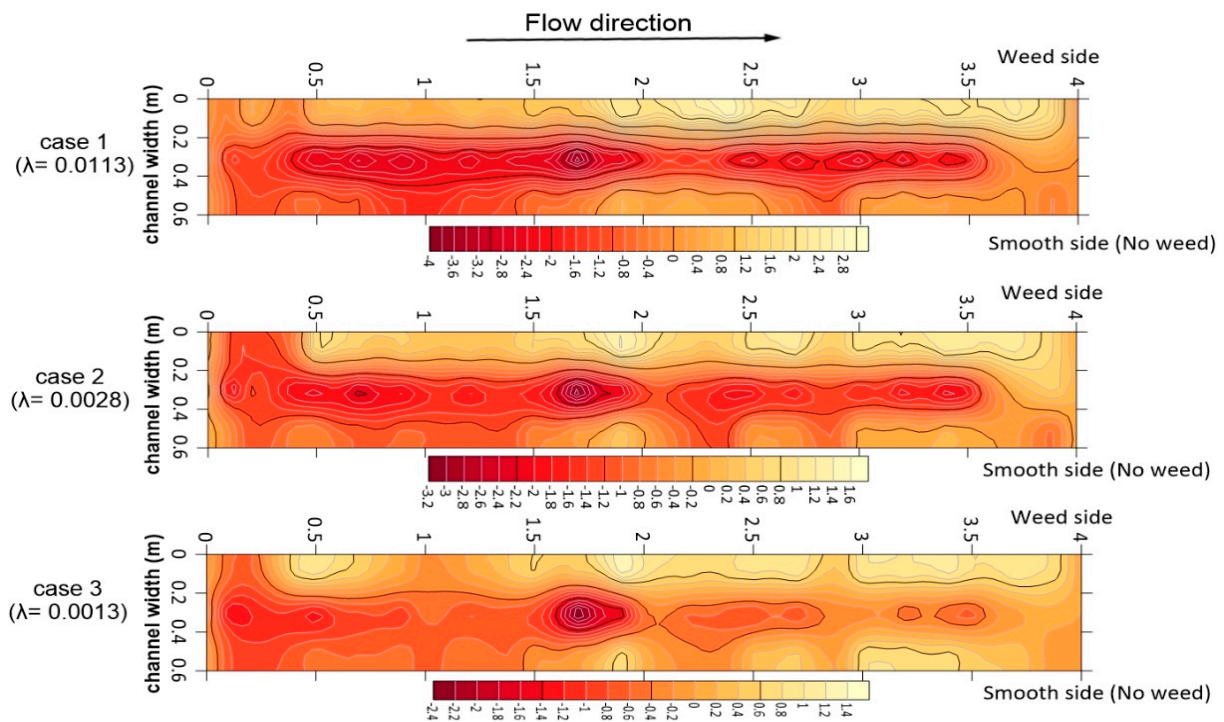 Flow direction
Weed side
0 0.5 1 1.5 2 2.5 3 3.5 4
case 1
(λ= 0.0113)
channel width (m)
0 0.2 0.4 0.6
-4 -3.6 -3.2 -2.8 -2.4 -2 -1.6 -1.2 -0.8 -0.4 0 0.4 0.8 1.2 1.6 2 2.4 2.8
Smooth side (No weed)
Weed side
0 0.5 1 1.5 2 2.5 3 3.5 4
case 2
(λ= 0.0028)
channel width (m)
0 0.2 0.4 0.6
-3.2 -3 -2.8 -2.6 -2.4 -2.2 -2 -1.8 -1.6 -1.4 -1.2 -1 -0.8 -0.6 -0.4 -0.2 0 0.2 0.4 0.6 0.8 1 1.2 1.4 1.6
Smooth side (No weed)
Weed side
0 0.5 1 1.5 2 2.5 3 3.5 4
case 3
(λ= 0.0013)
channel width (m)
0 0.2 0.4 0.6
-2.4 -2.2 -2 -1.8 -1.6 -1.4 -1.2 -1 -0.8 -0.6 -0.4 -0.2 0 0.2 0.4 0.6 0.8 1 1.2 1.4
Smooth side (No weed)